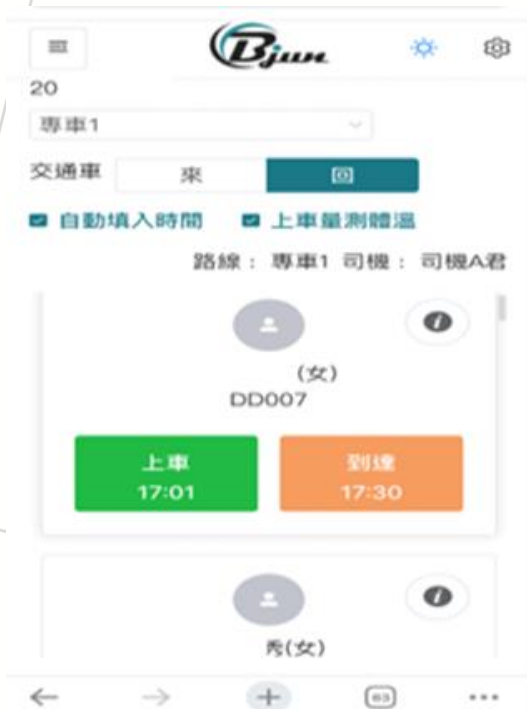 Bjun
20
專車1
交通車 來 回
自動填入時間 上車量測體溫
路線： 專車1 司機： 司機A君
(女)
DD007
上車 到達
17:01 17:30
秀(女)
63